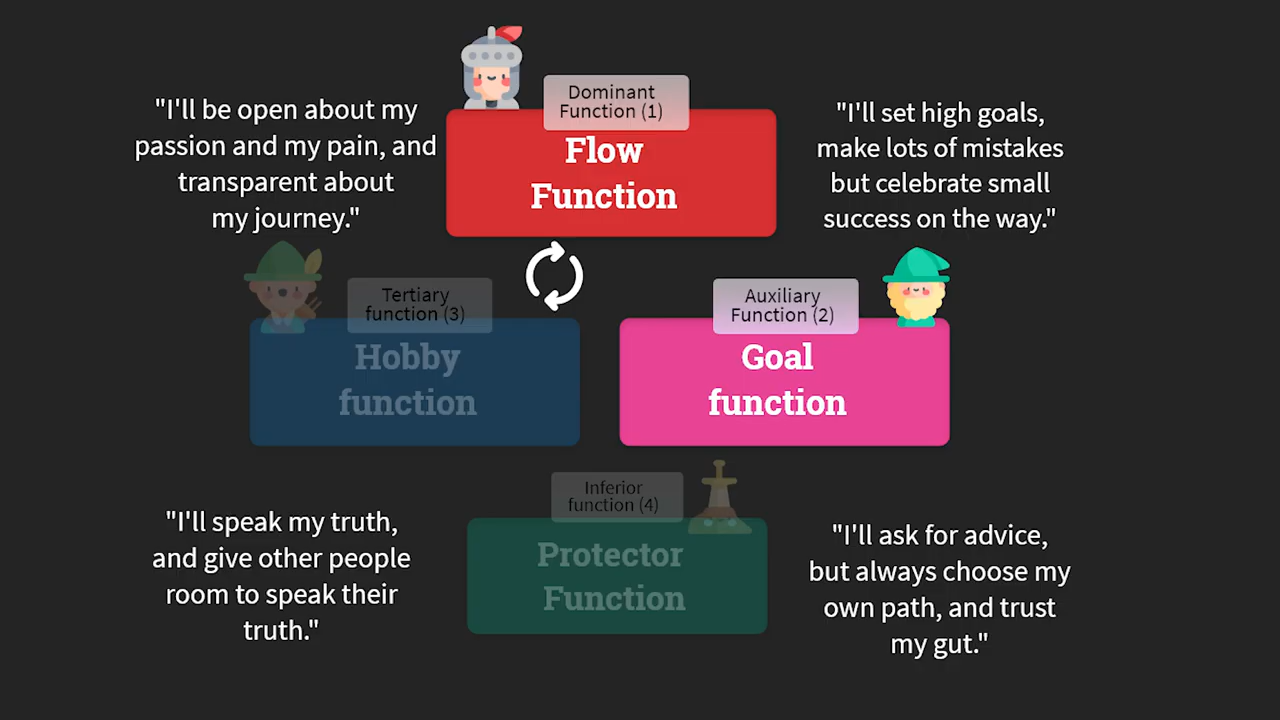 Dominant
Function (1)
Flow
Function
"I'll be open about my
passion and my pain, and
transparent about
my journey."
"I'll set high goals,
make lots of mistakes
but celebrate small
success on the way."
Tertiary
function (3)
Hobby
function
Auxiliary
Function (2)
Goal
function
Inferior
function (4)
Protector
Function
"I'll speak my truth,
and give other people
room to speak their
truth."
"I'll ask for advice,
but always choose my
own path, and trust
my gut."